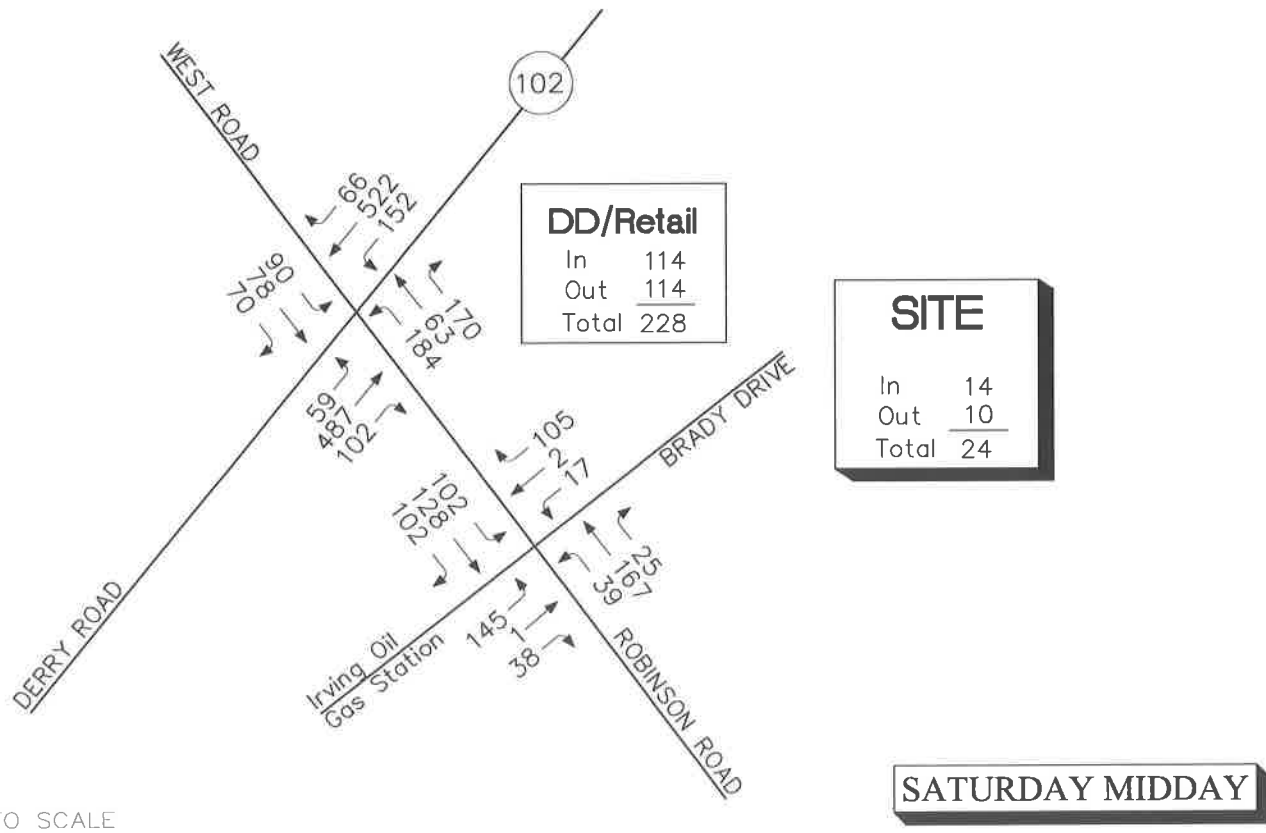 102
WEST ROAD
66
522
152
90
78
70
170
63
184
59
487
102
DD/Retail
In 114
Out 114
Total 228
SITE
In 14
Out 10
Total 24
BRADY DRIVE
105
2
17
102
128
102
25
167
39
145
1
38
DERRY ROAD
Irving Oil
Gas Station
ROBINSON ROAD
SATURDAY MIDDAY
TO SCALE